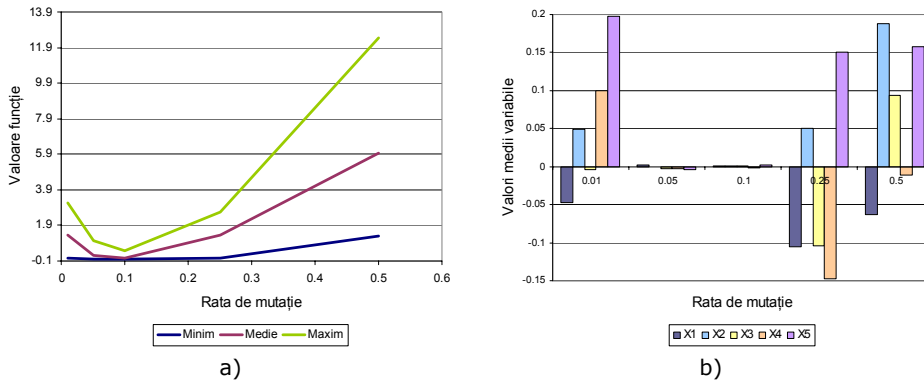 13.9
11.9
9.9
7.9
5.9
3.9
1.9
-0.1
Valoare funcție
0 0.1 0.2 0.3 0.4 0.5 0.6
Rata de mutație
Minim Medie Maxim
a)
0.2
0.15
0.1
0.05
0
-0.05
-0.1
-0.15
Valori medii variabile
0.01 0.05 0.1 0.25 0.5
Rata de mutație
X1 X2 X3 X4 X5
b)